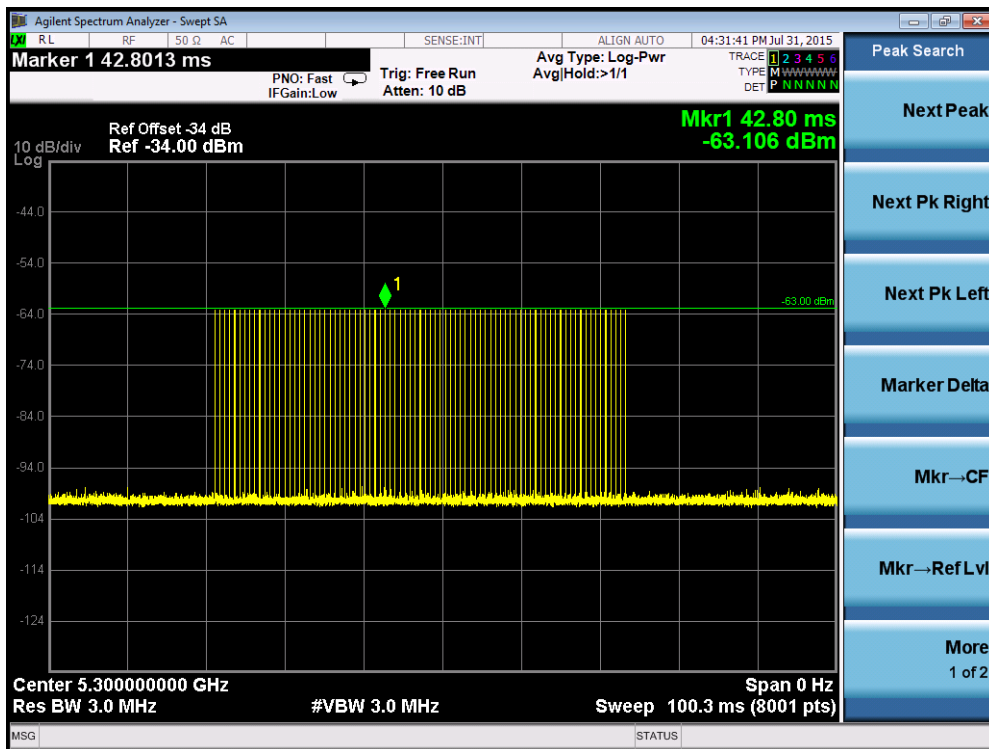 Agilent Spectrum Analyzer - Swept SA
LXI RL RF 50 Ω AC SENSE:INT ALIGN AUTO 04:31:41 PM Jul 31, 2015
Marker 1 42.8013 ms
PNO: Fast
IFGain:Low
Trig: Free Run
Atten: 10 dB
Avg Type: Log-Pwr
Avg|Hold:>1/1
TRACE 1 2 3 4 5 6
TYPE M WWWWW
DET P N N N N N
Mkr1 42.80 ms
-63.106 dBm
Ref Offset -34 dB
10 dB/div Ref -34.00 dBm
Log
-44.0
-54.0
1
-63.00 dBm
-64.0
-74.0
-84.0
-94.0
-104
-114
-124
Center 5.300000000 GHz Span 0 Hz
Res BW 3.0 MHz #VBW 3.0 MHz Sweep 100.3 ms (8001 pts)
MSG STATUS
Peak Search
Next Peak
Next Pk Right
Next Pk Left
Marker Delta
Mkr→CF
Mkr→Ref Lvl
More
1 of 2